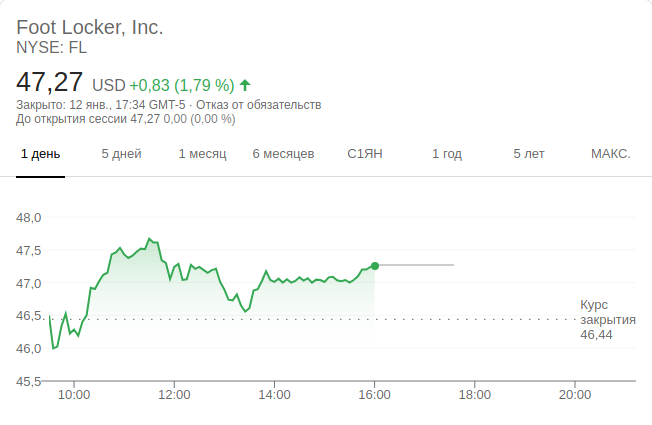 Foot Locker, Inc.
NYSE: FL
47,27 USD +0,83 (1,79 %)
Закрыто: 12 янв., 17:34 GMT-5 · Отказ от обязательств
До открытия сессии 47,27 0,00 (0,00 %)
1 день 5 дней 1 месяц 6 месяцев С1ЯН 1 год 5 лет МАКС.
48,0
47,5
47,0
46,5
46,0
45,5
Курс
закрытия
46,44
10:00 12:00 14:00 16:00 18:00 20:00